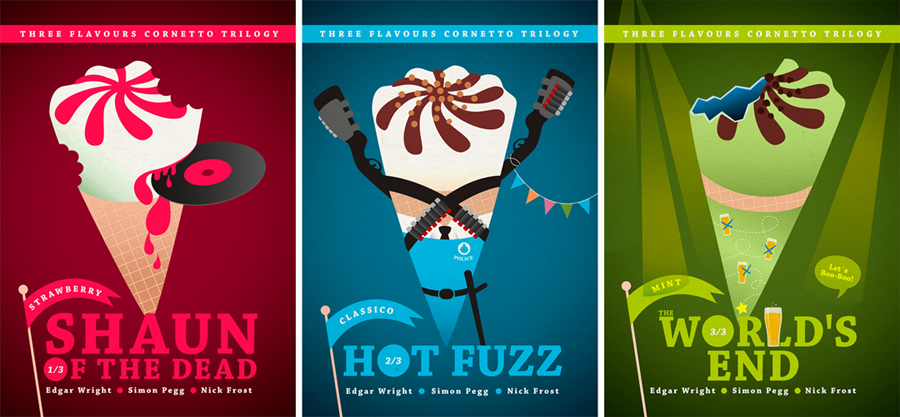 THREE FLAVOURS CORNETTO TRILOGY
STRAWBERRY
SHAUN
1/3 OF THE DEAD
Edgar Wright Simon Pegg Nick Frost
THREE FLAVOURS CORNETTO TRILOGY
POLICE
CLASSICO
HOT FUZZ
2/3
Edgar Wright Simon Pegg Nick Frost
THREE FLAVOURS CORNETTO TRILOGY
Let's
Boo-Boo!
MINT
THE
WORLD'S
3/3
END
Edgar Wright Simon Pegg Nick Frost